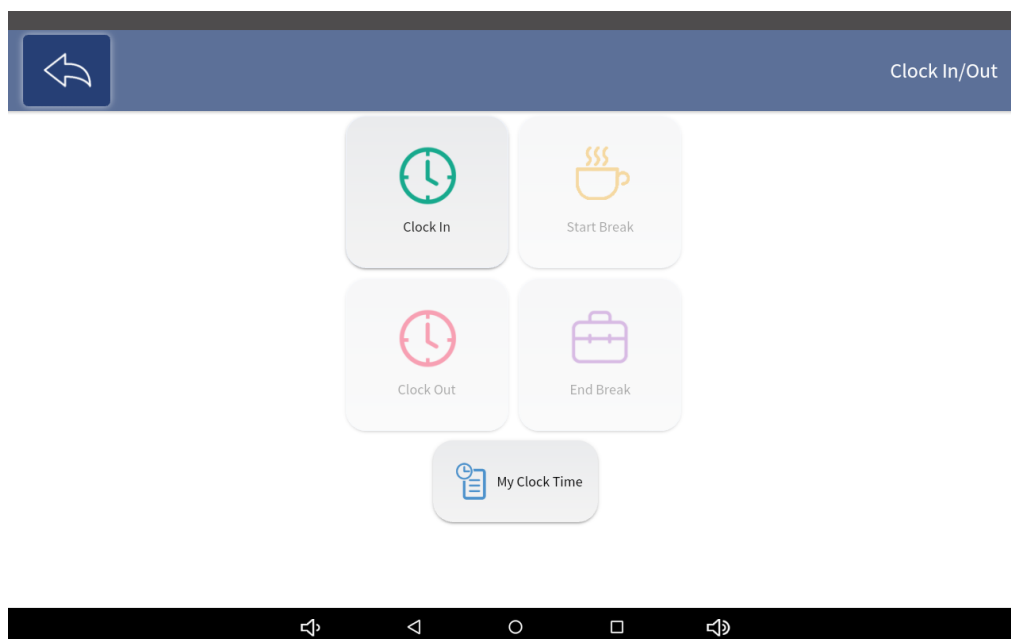 Clock In/Out
Clock In
Start Break
Clock Out
End Break
My Clock Time